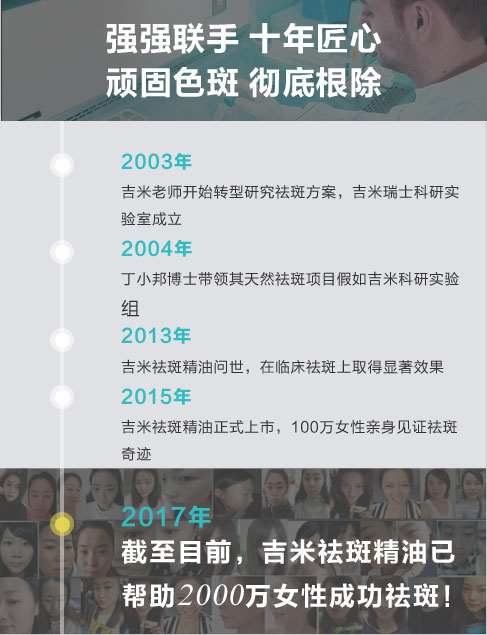 强强联手 十年匠心
顽固色斑 彻底根除
2003年
吉米老师开始转型研究祛斑方案，吉米瑞士科研实
验室成立
2004年
丁小邦博士带领其天然祛斑项目假如吉米科研实验
组
2013年
吉米祛斑精油问世，在临床祛斑上取得显著效果
2015年
吉米祛斑精油正式上市，100万女性亲身见证祛斑
奇迹
2017年
截至目前，吉米祛斑精油已
帮助2000万女性成功祛斑！